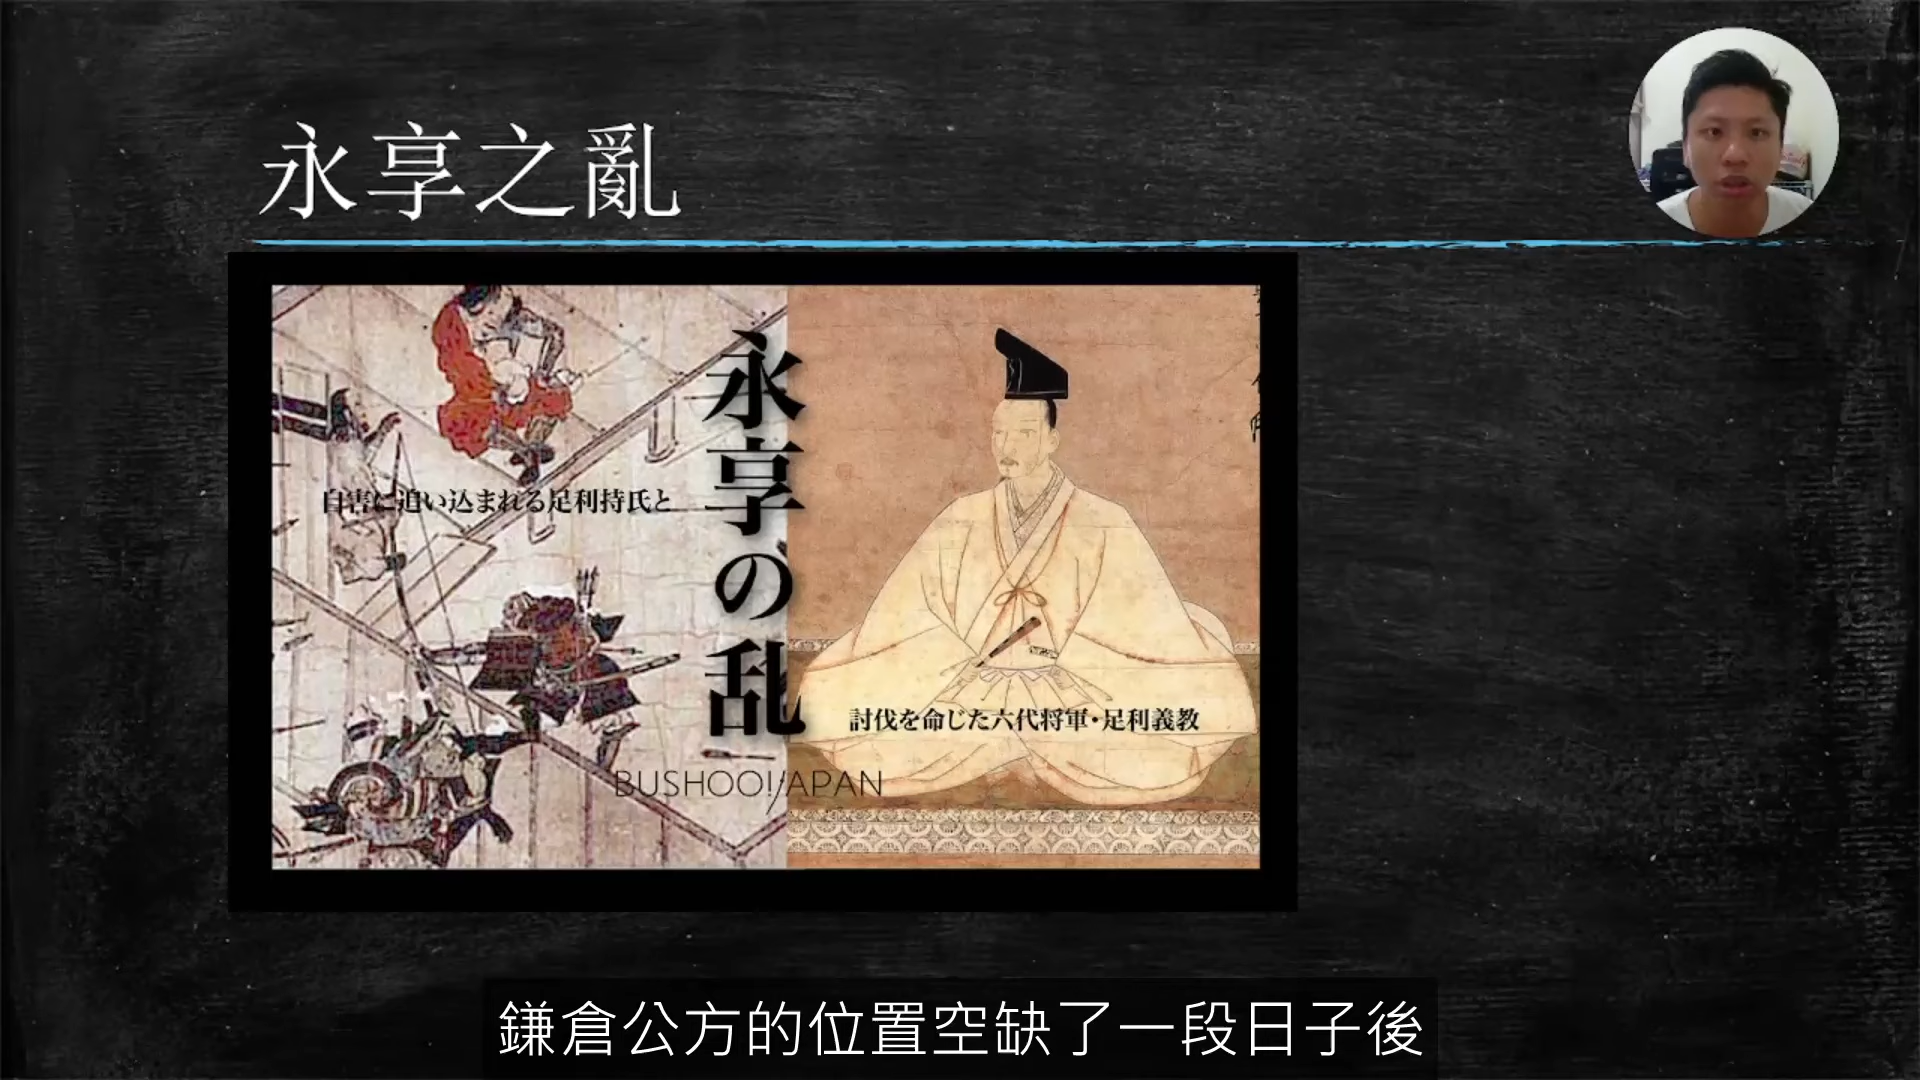 永享之亂
永享の乱
自害に追い込まれる足利持氏と
討伐を命じた六代将軍・足利義教
BUSHOO!JAPAN
鎌倉公方的位置空缺了一段日子後